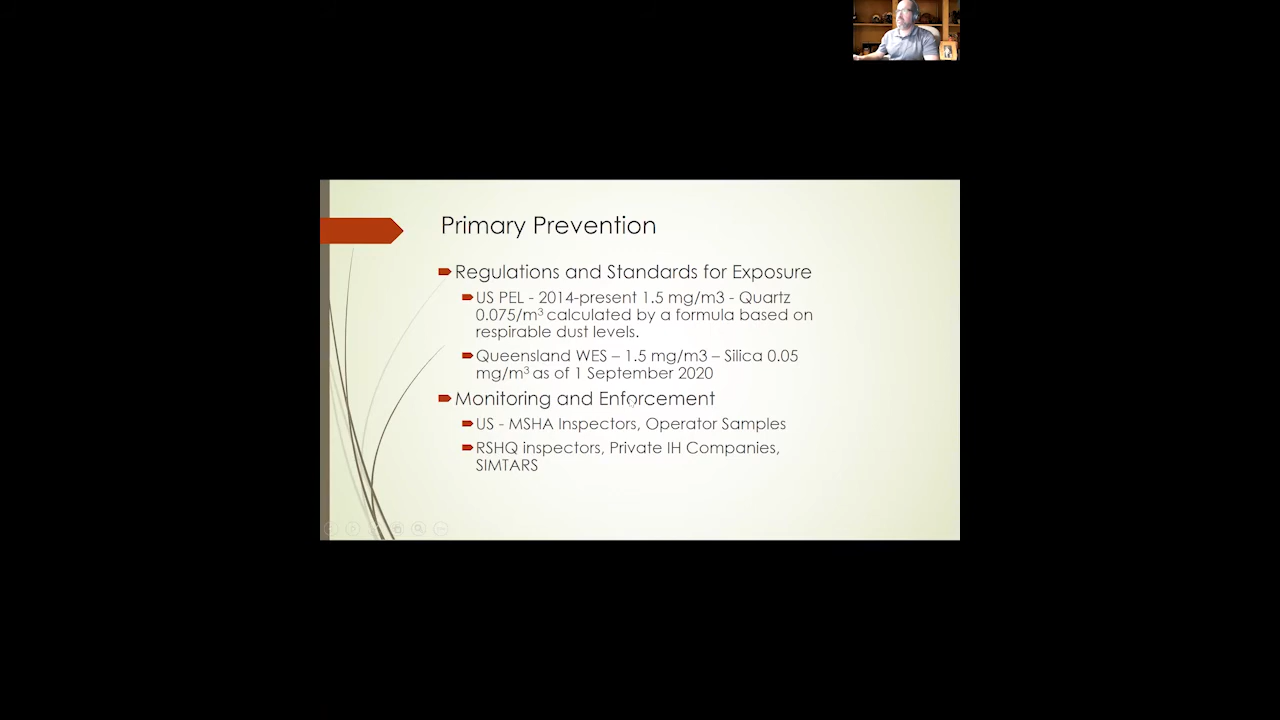 Primary Prevention
Regulations and Standards for Exposure
US PEL - 2014-present 1.5 mg/m3 - Quartz
0.075/m³ calculated by a formula based on
respirable dust levels.
Queensland WES – 1.5 mg/m3 – Silica 0.05
mg/m³ as of 1 September 2020
Monitoring and Enforcement
US - MSHA Inspectors, Operator Samples
RSHQ inspectors, Private IH Companies,
SIMTARS